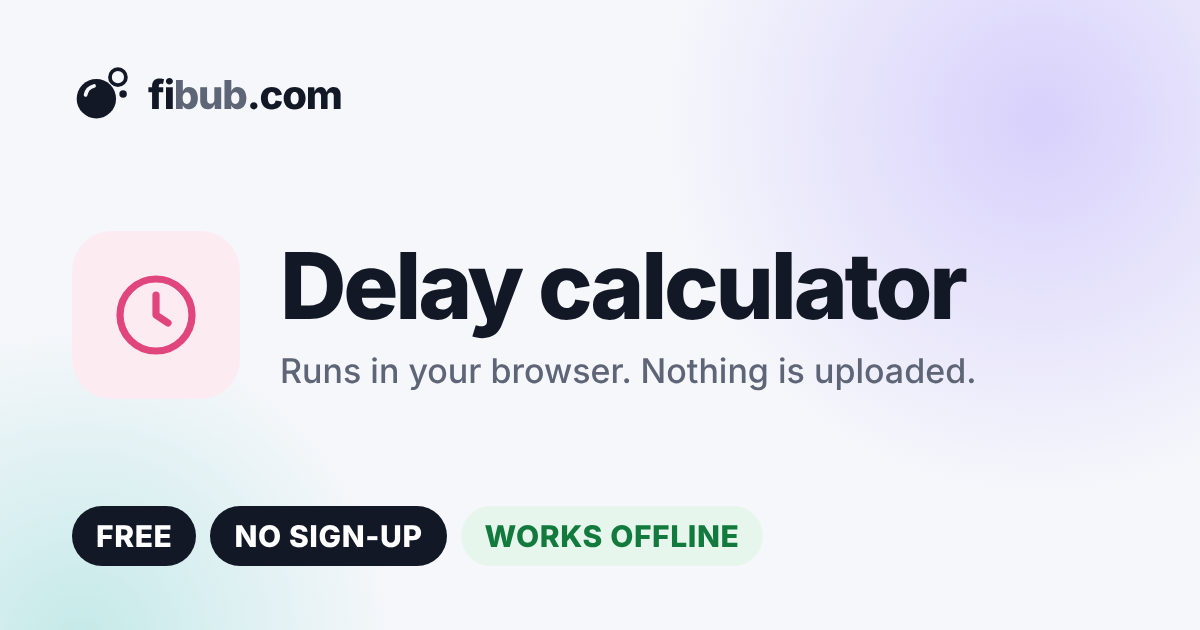 fibub.com
Delay calculator
Runs in your browser. Nothing is uploaded.
FREE NO SIGN-UP WORKS OFFLINE